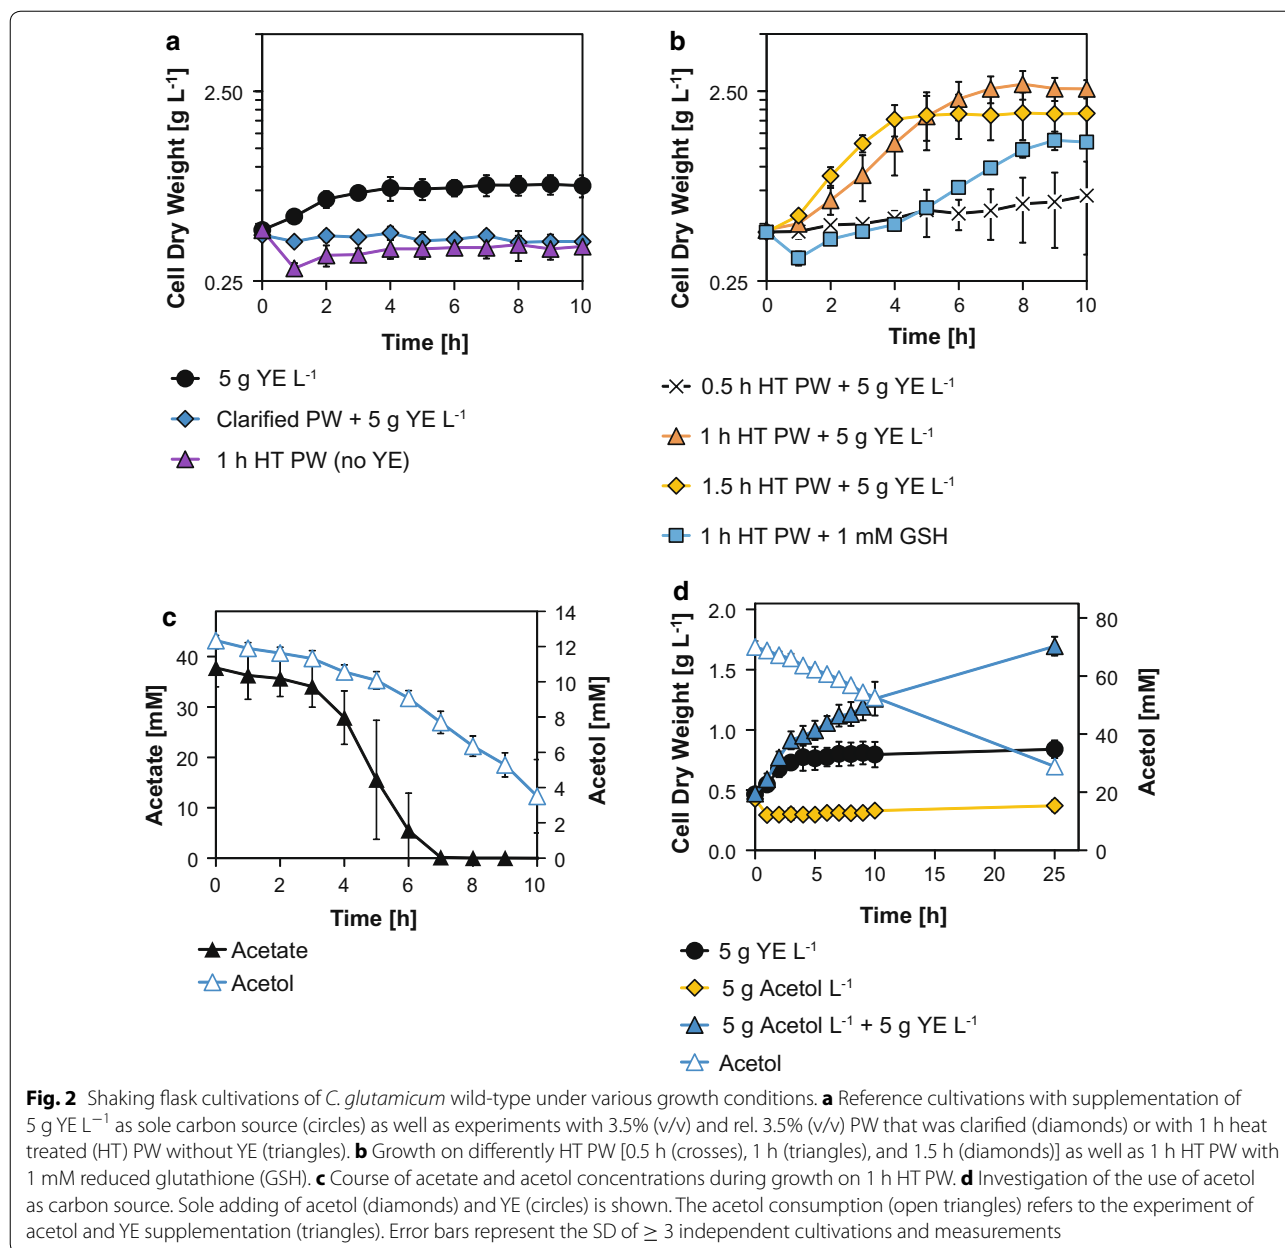 a
Cell Dry Weight [g L-1]
2.50
0.25
0 2 4 6 8 10
Time [h]
5 g YE L-1
Clarified PW + 5 g YE L-1
1 h HT PW (no YE)
b
Cell Dry Weight [g L-1]
2.50
0.25
0 2 4 6 8 10
Time [h]
0.5 h HT PW + 5 g YE L-1
1 h HT PW + 5 g YE L-1
1.5 h HT PW + 5 g YE L-1
1 h HT PW + 1 mM GSH
c
Acetate [mM]
40
30
20
10
0
14
12
10
8
6
4
2
0
Acetol [mM]
0 2 4 6 8 10
Time [h]
Acetate
Acetol
d
Cell Dry Weight [g L-1]
2.0
1.5
1.0
0.5
0.0
80
60
40
20
0
Acetol [mM]
0 5 10 15 20 25
Time [h]
5 g YE L-1
5 g Acetol L-1
5 g Acetol L-1 + 5 g YE L-1
Acetol
Fig. 2 Shaking flask cultivations of C. glutamicum wild-type under various growth conditions. a Reference cultivations with supplementation of
5 g YE L−1 as sole carbon source (circles) as well as experiments with 3.5% (v/v) and rel. 3.5% (v/v) PW that was clarified (diamonds) or with 1 h heat
treated (HT) PW without YE (triangles). b Growth on differently HT PW [0.5 h (crosses), 1 h (triangles), and 1.5 h (diamonds)] as well as 1 h HT PW with
1 mM reduced glutathione (GSH). c Course of acetate and acetol concentrations during growth on 1 h HT PW. d Investigation of the use of acetol
as carbon source. Sole adding of acetol (diamonds) and YE (circles) is shown. The acetol consumption (open triangles) refers to the experiment of
acetol and YE supplementation (triangles). Error bars represent the SD of ≥ 3 independent cultivations and measurements